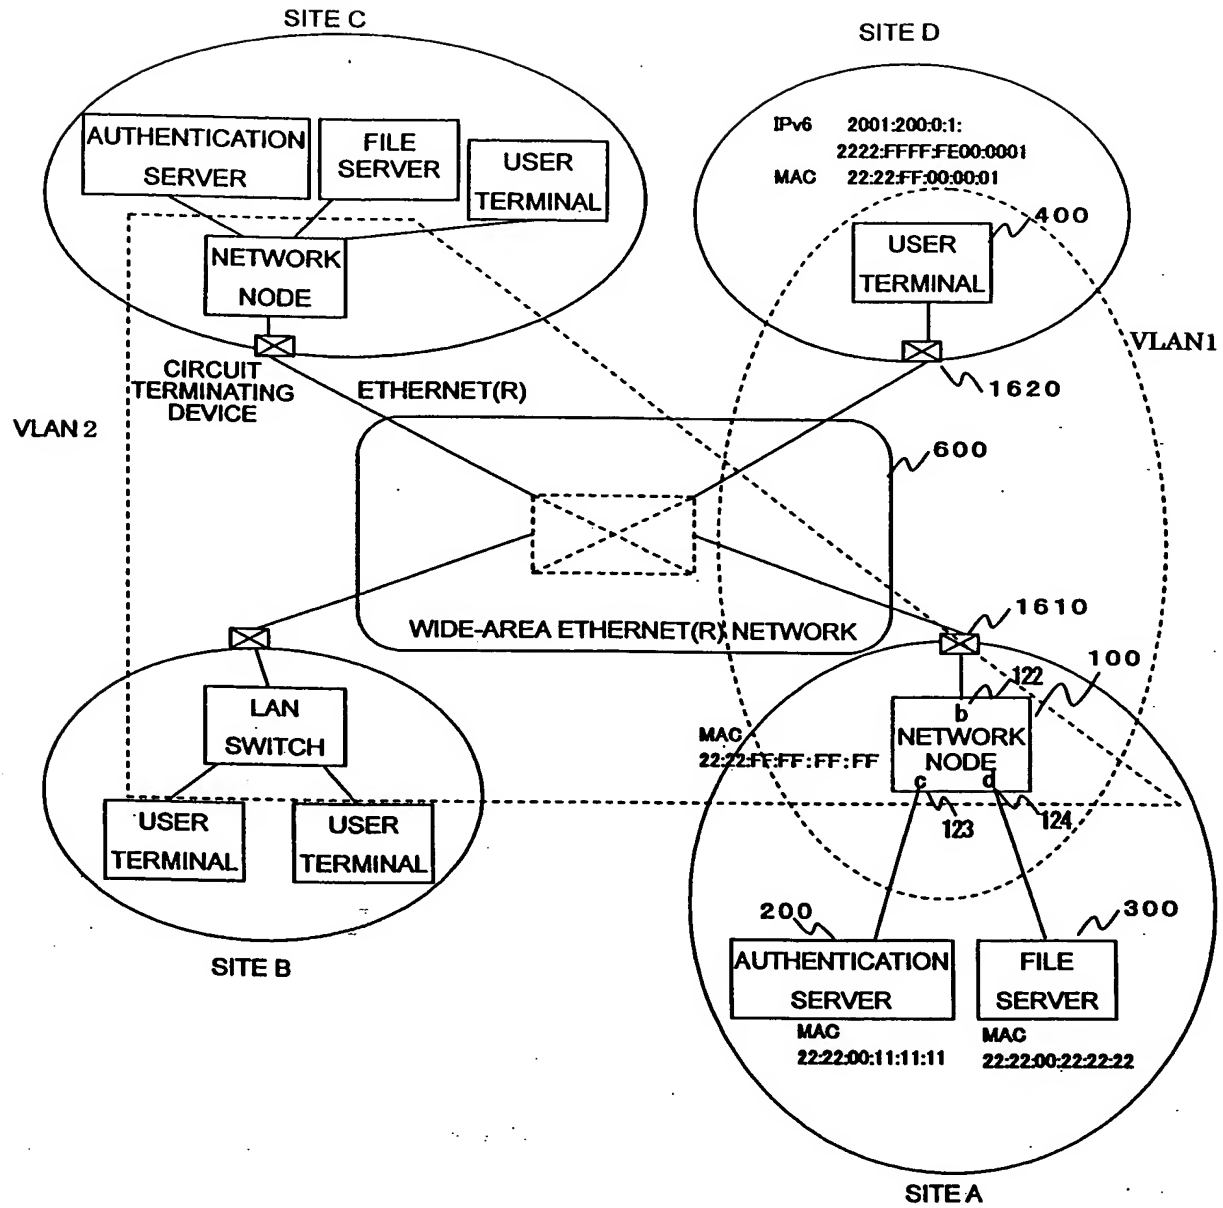 SITE C
AUTHENTICATION
SERVER
FILE
SERVER
USER
TERMINAL
NETWORK
NODE
CIRCUIT
TERMINATING
DEVICE
ETHERNET(R)
VLAN 2
SITE D
IPv6 2001:200:0:1:
2222:FFFF:FE00:0001
MAC 22:22:FF:00:00:01
400
USER
TERMINAL
VLAN1
1620
600
WIDE-AREA ETHERNET(R) NETWORK
LAN
SWITCH
USER
TERMINAL
USER
TERMINAL
SITE B
1610
100
122
b
NETWORK
NODE
c d
MAC
22:22:FF:FF:FF:FF
123
124
200
300
AUTHENTICATION
SERVER
FILE
SERVER
MAC
22:22:00:11:11:11
MAC
22:22:00:22:22:22
SITE A